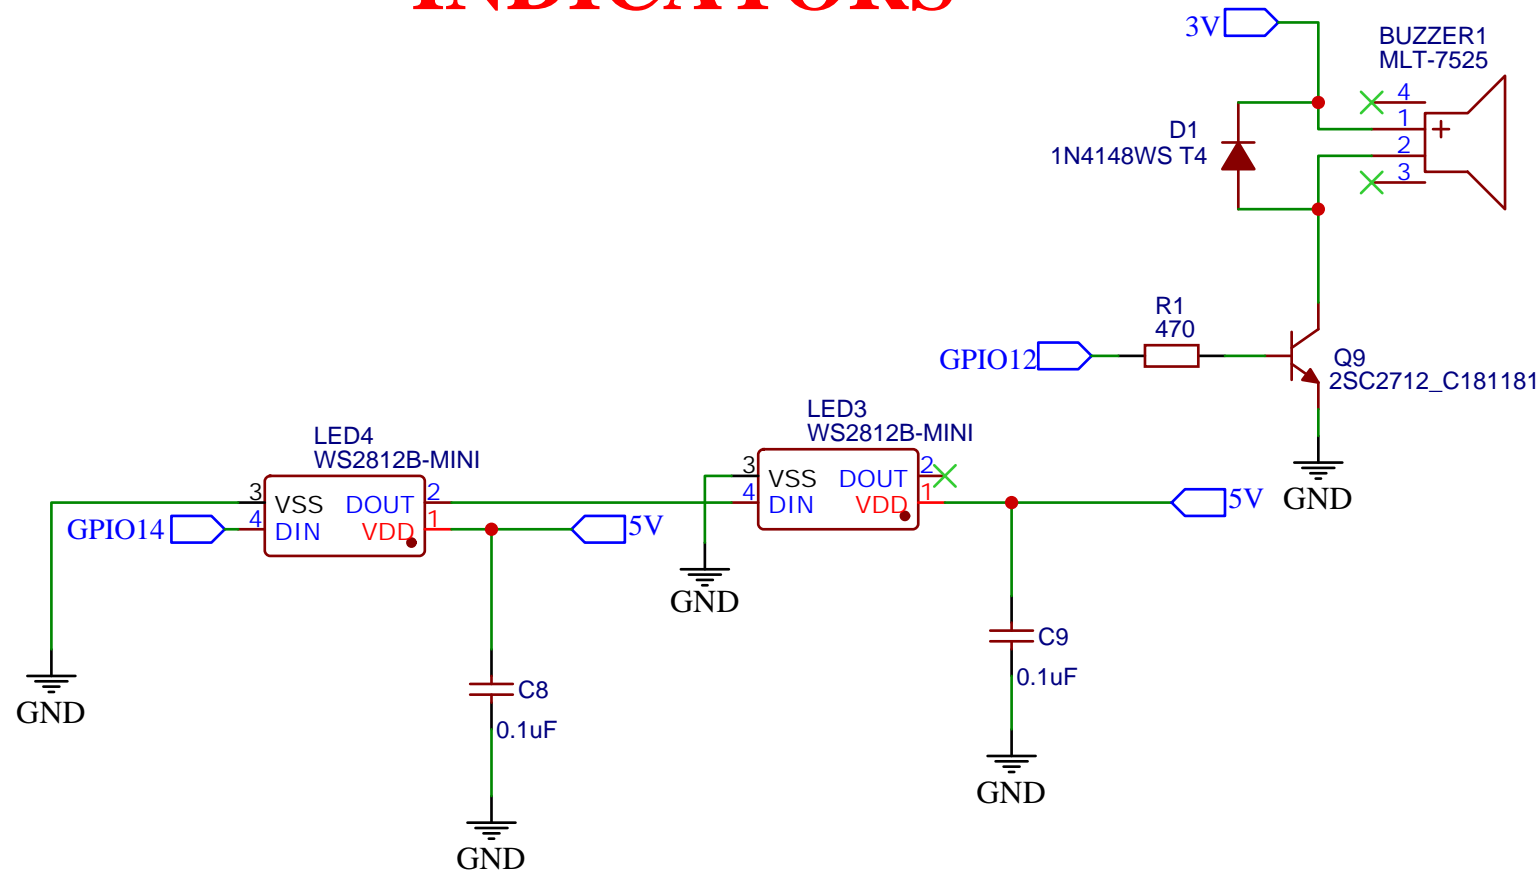 INDICATORS
3V
BUZZER1
MLT-7525
4
1
+
2
3
D1
1N4148WS T4
R1
470
GPIO12
Q9
2SC2712_C181181
GND
LED4
WS2812B-MINI
3 VSS DOUT 2
GPIO14 4 DIN VDD 1 5V
LED3
WS2812B-MINI
3 VSS DOUT 2
4 DIN VDD 1 5V
GND
GND
C8
0.1uF
GND
C9
0.1uF
GND